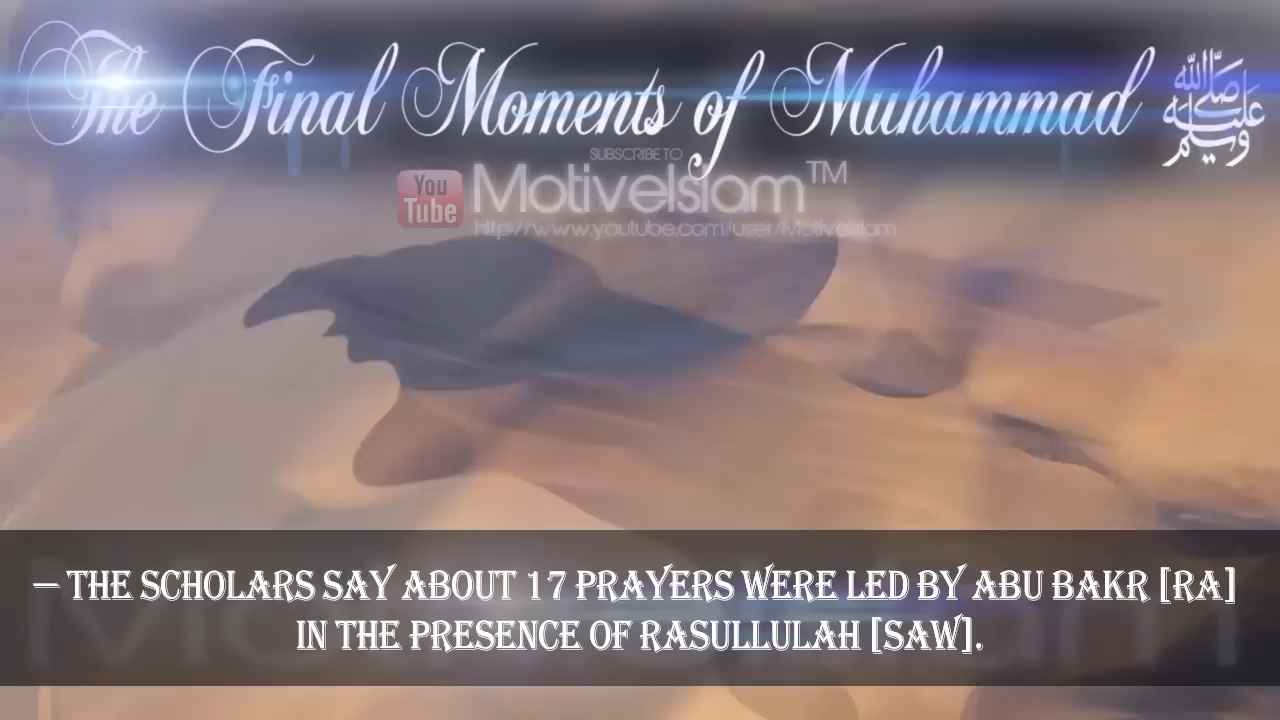 The Final Moments of Muhammad صلى الله عليه وسلم
SUBSCRIBE TO
You Tube MotiveIslam™
http://www.youtube.com/user/MotiveIslam
– THE SCHOLARS SAY ABOUT 17 PRAYERS WERE LED BY ABU BAKR [RA]
IN THE PRESENCE OF RASULLULAH [SAW].